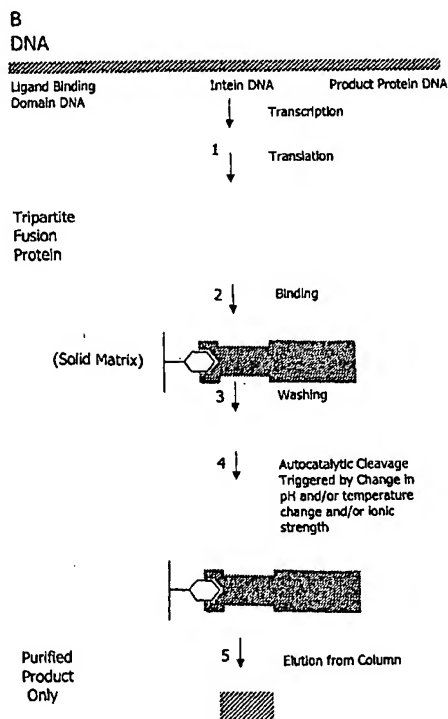 B
DNA
Ligand Binding
Domain DNA
Intein DNA
Product Protein DNA
Transcription
1
Translation
Tripartite
Fusion
Protein
2
Binding
(Solid Matrix)
3
Washing
4
Autocatalytic Cleavage
Triggered by Change in
pH and/or temperature
change and/or ionic
strength
5
Elution from Column
Purified
Product
Only